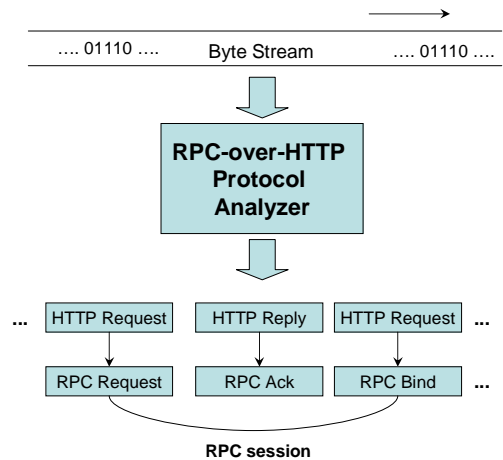 .... 01110 .... Byte Stream .... 01110 ....
RPC-over-HTTP
Protocol
Analyzer
... HTTP Request HTTP Reply HTTP Request ...
RPC Request RPC Ack RPC Bind ...
RPC session